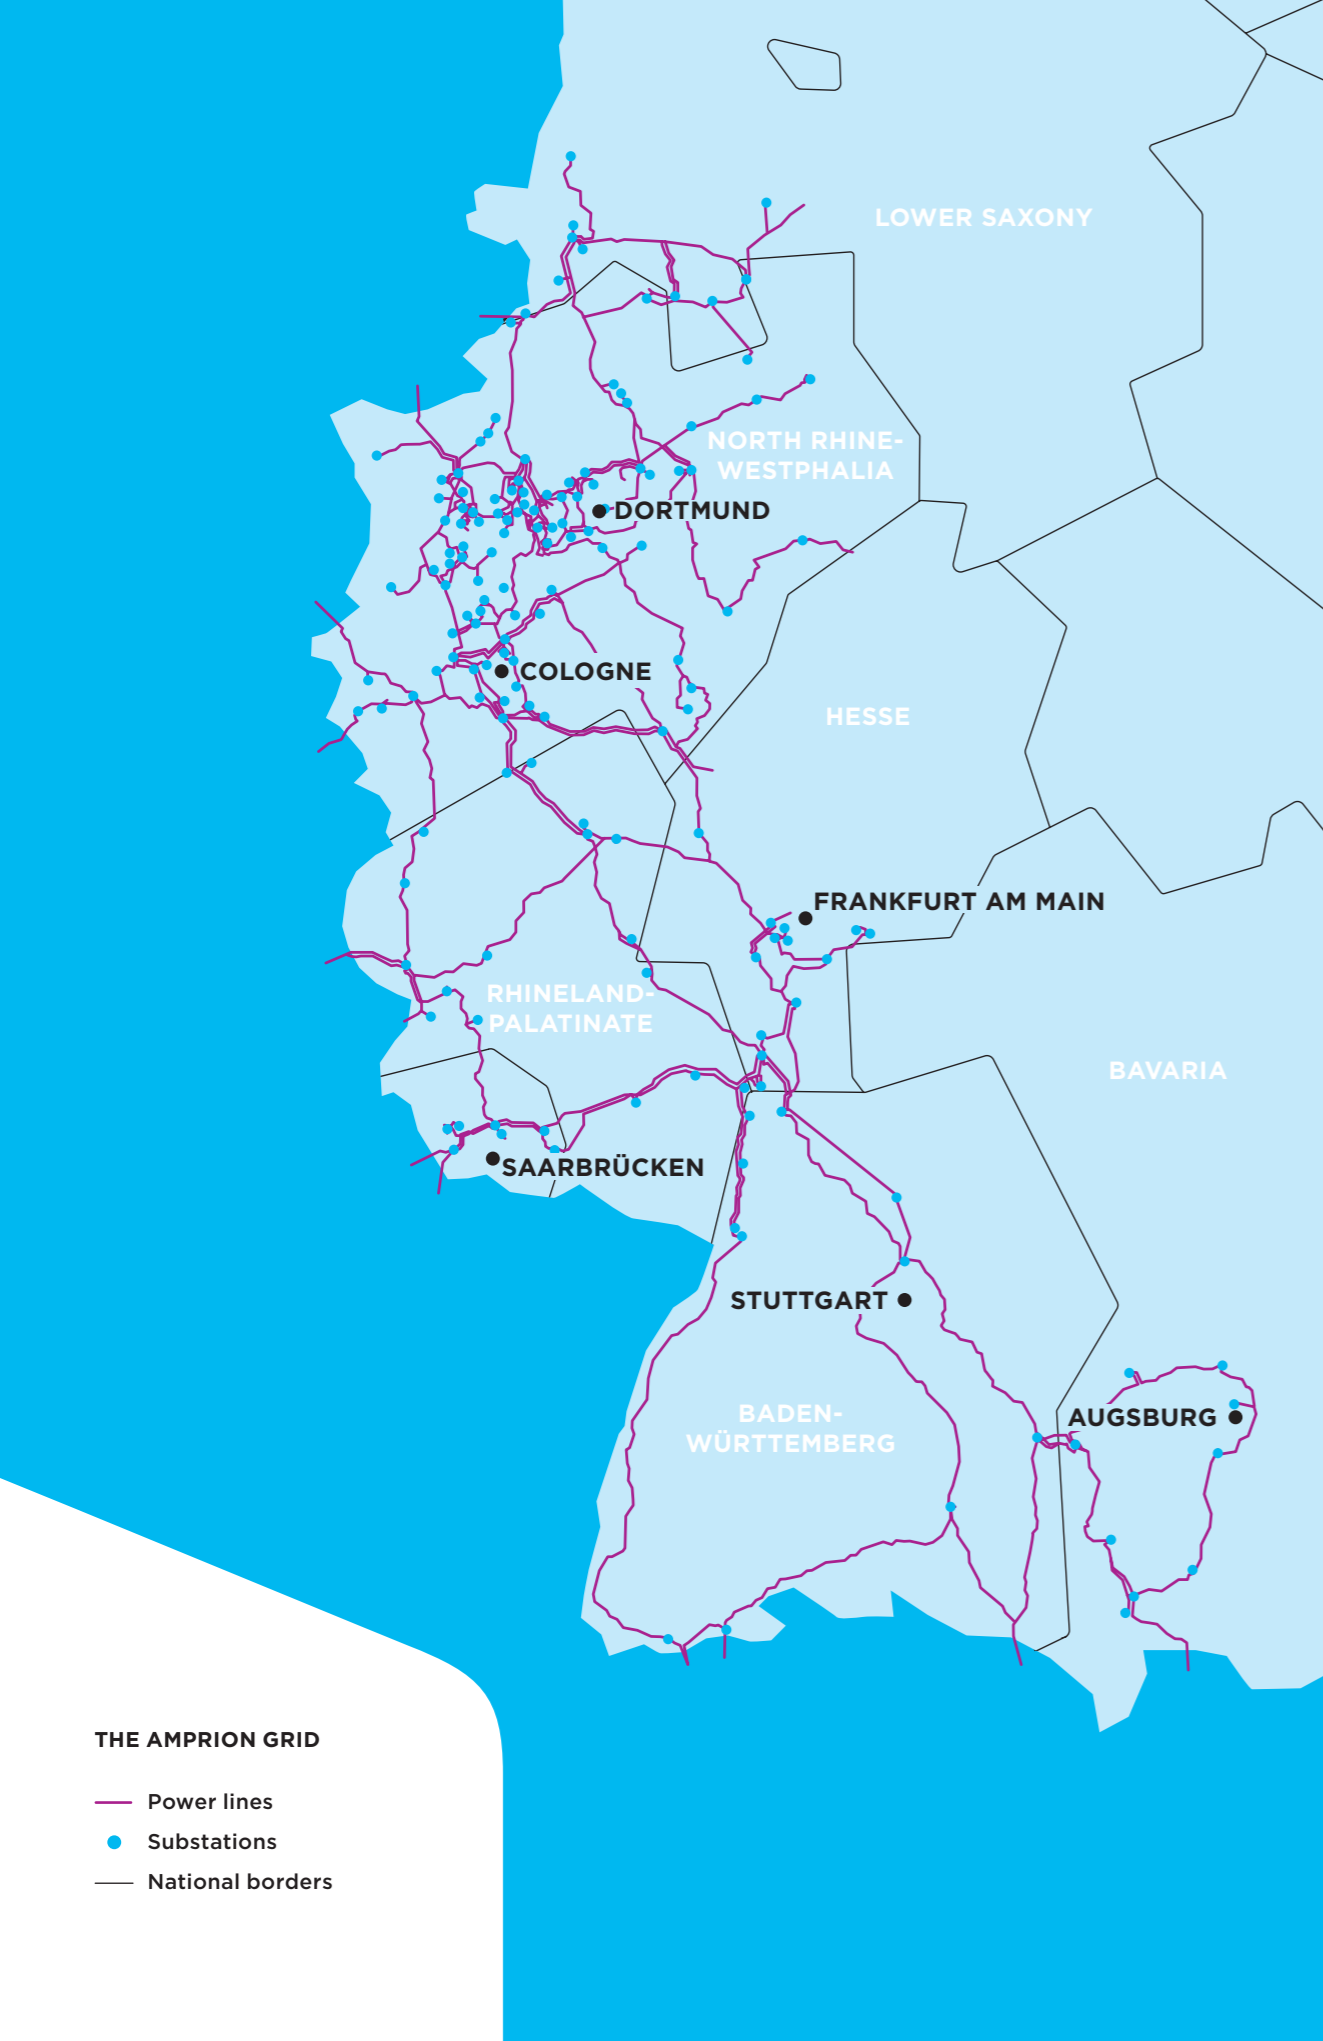 LOWER SAXONY
NORTH RHINE-
WESTPHALIA
DORTMUND
COLOGNE
HESSE
FRANKFURT AM MAIN
RHINELAND-
PALATINATE
BAVARIA
SAARBRÜCKEN
STUTTGART
BADEN-
WÜRTTEMBERG
AUGSBURG
THE AMPRION GRID
Power lines
Substations
National borders